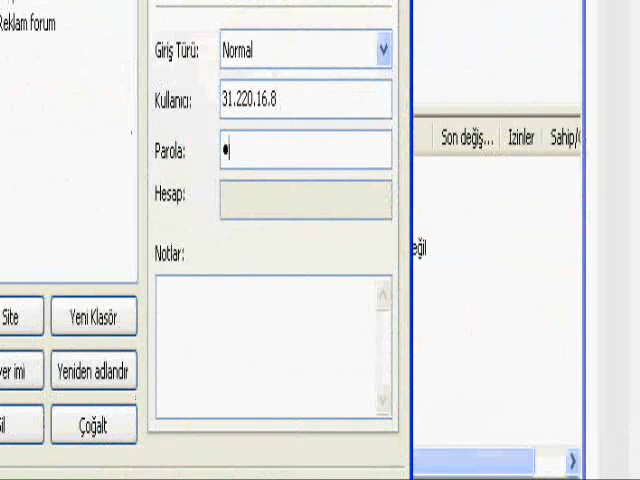 Reklam forum
Giriş Türü: Normal
Kullanıcı: 31.220.16.8
Parola:
Hesap:
Notlar:
Son değiş... İzinler Sahip/
Site Yeni Klasör
Yeniden adlandır
Çoğalt